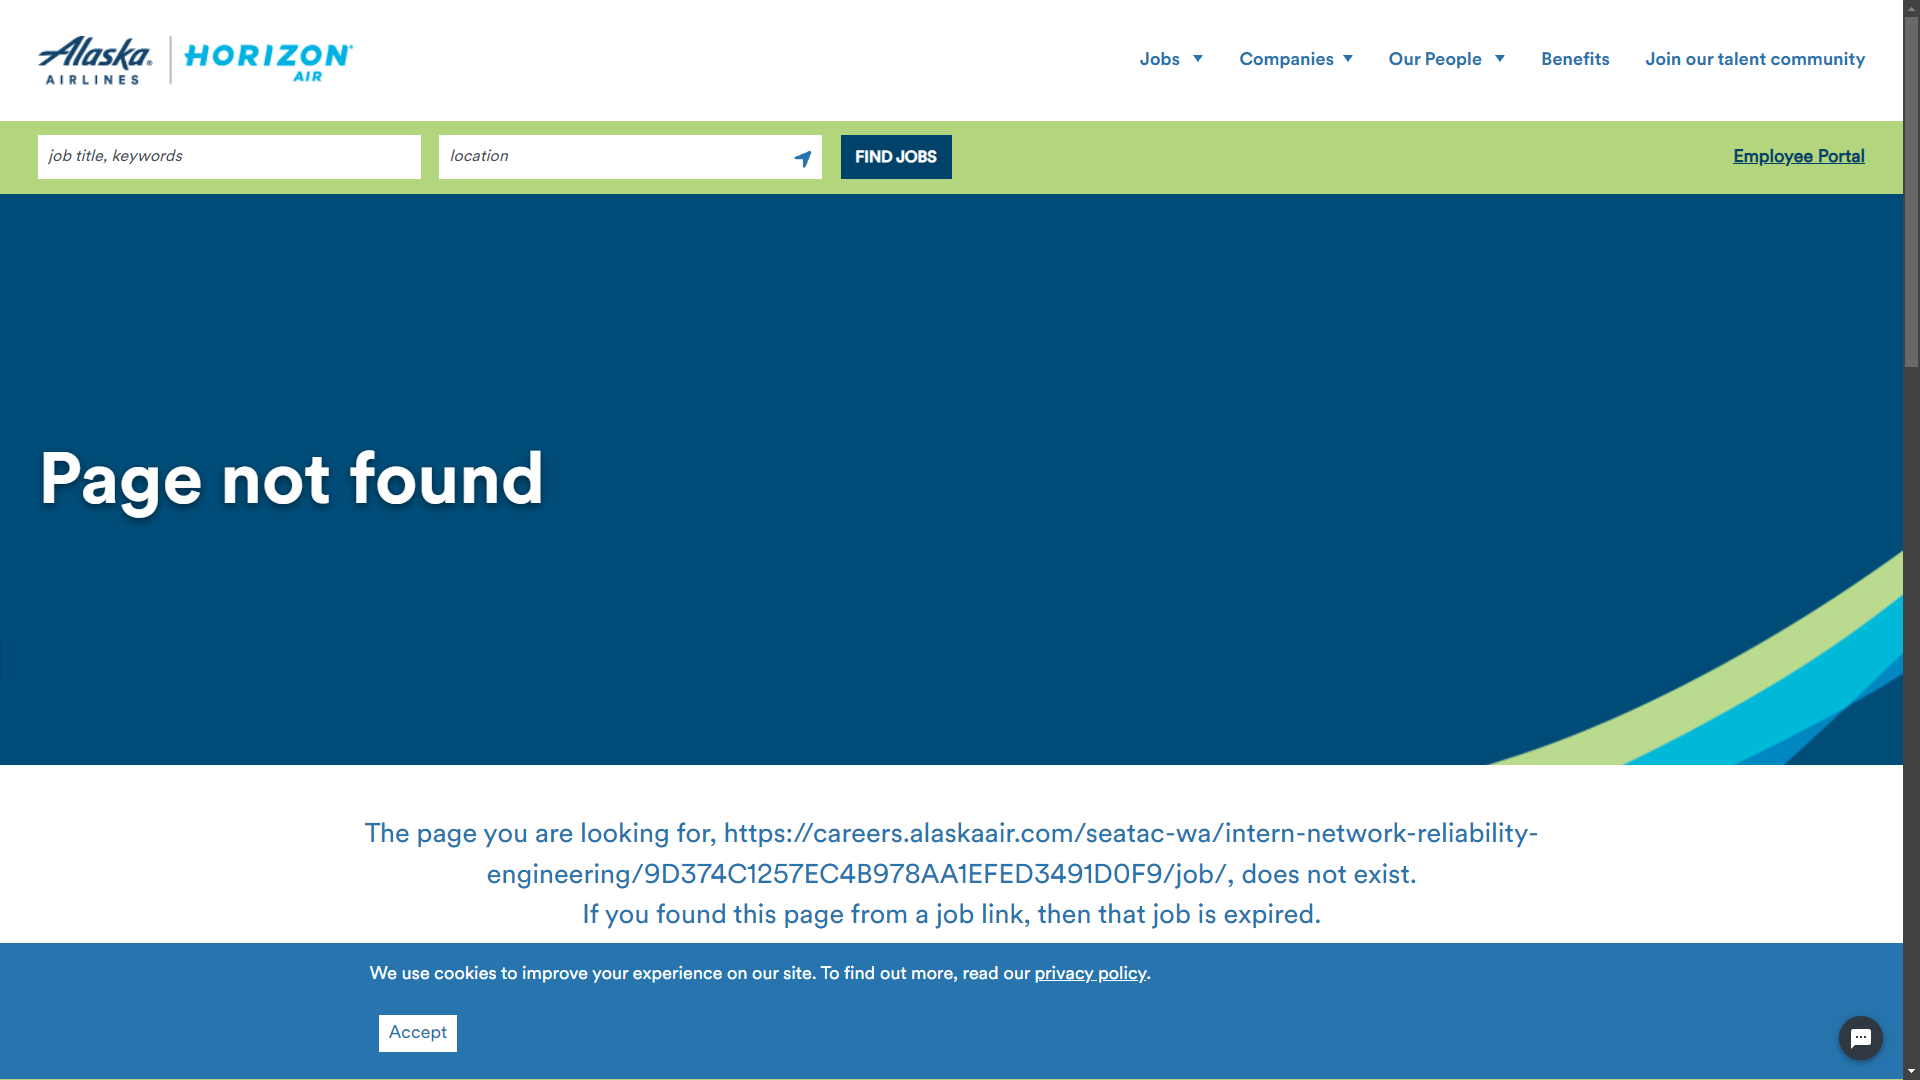 Alaska
AIRLINES
HORIZON
AIR
Jobs
Companies
Our People
Benefits
Join our talent community
job title, keywords
location
FIND JOBS
Employee Portal
Page not found
The page you are looking for, https://careers.alaskaair.com/seatac-wa/intern-network-reliability-
engineering/9D374C1257EC4B978AA1EFED3491D0F9/job/, does not exist.
If you found this page from a job link, then that job is expired.
We use cookies to improve your experience on our site. To find out more, read our privacy policy.
Accept